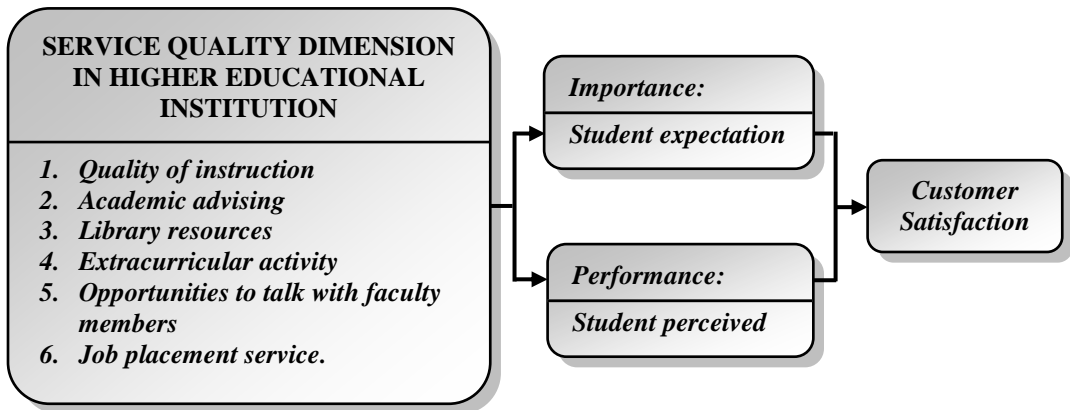 SERVICE QUALITY DIMENSION
IN HIGHER EDUCATIONAL
INSTITUTION
1. Quality of instruction
2. Academic advising
3. Library resources
4. Extracurricular activity
5. Opportunities to talk with faculty
members
6. Job placement service.
Importance:
Student expectation
Performance:
Student perceived
Customer
Satisfaction